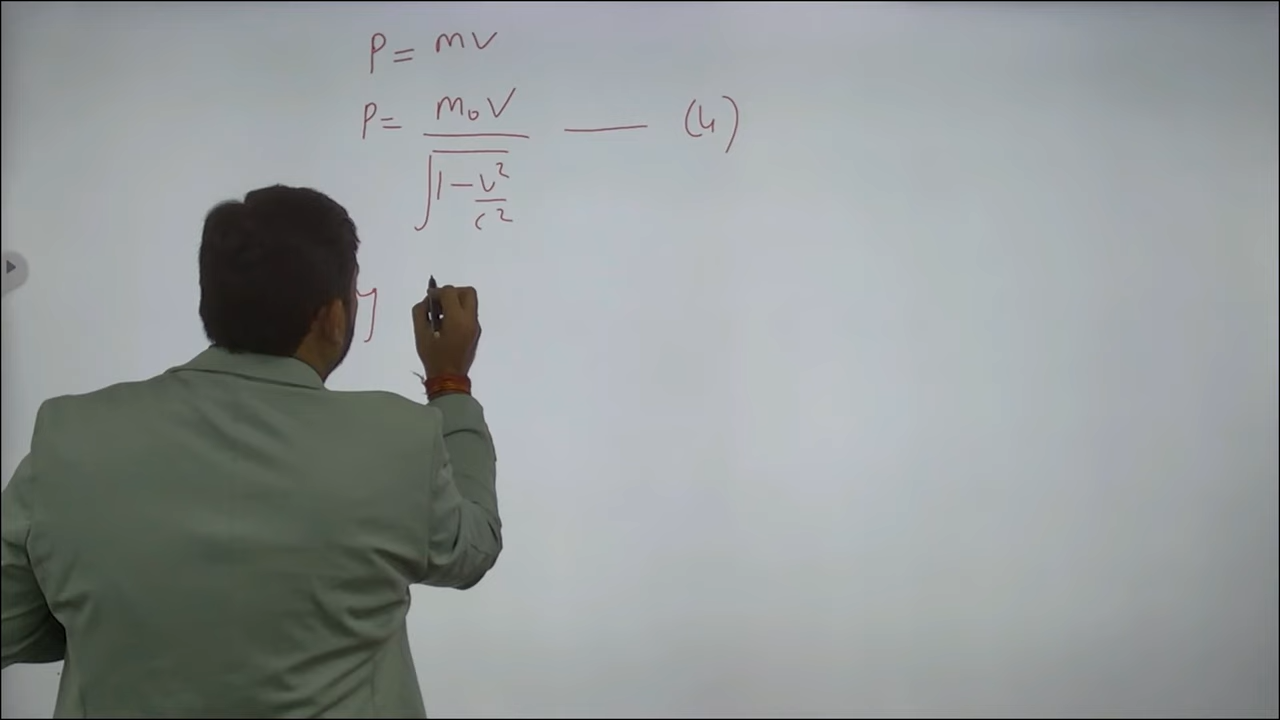 P = mv
P = m₀v / √(1 - v²/c²) —— (4)
y